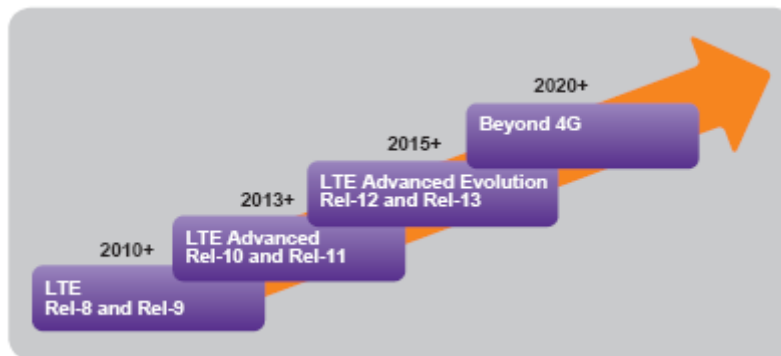 2020+
Beyond 4G
2015+
LTE Advanced Evolution
Rel-12 and Rel-13
2013+
LTE Advanced
Rel-10 and Rel-11
2010+
LTE
Rel-8 and Rel-9